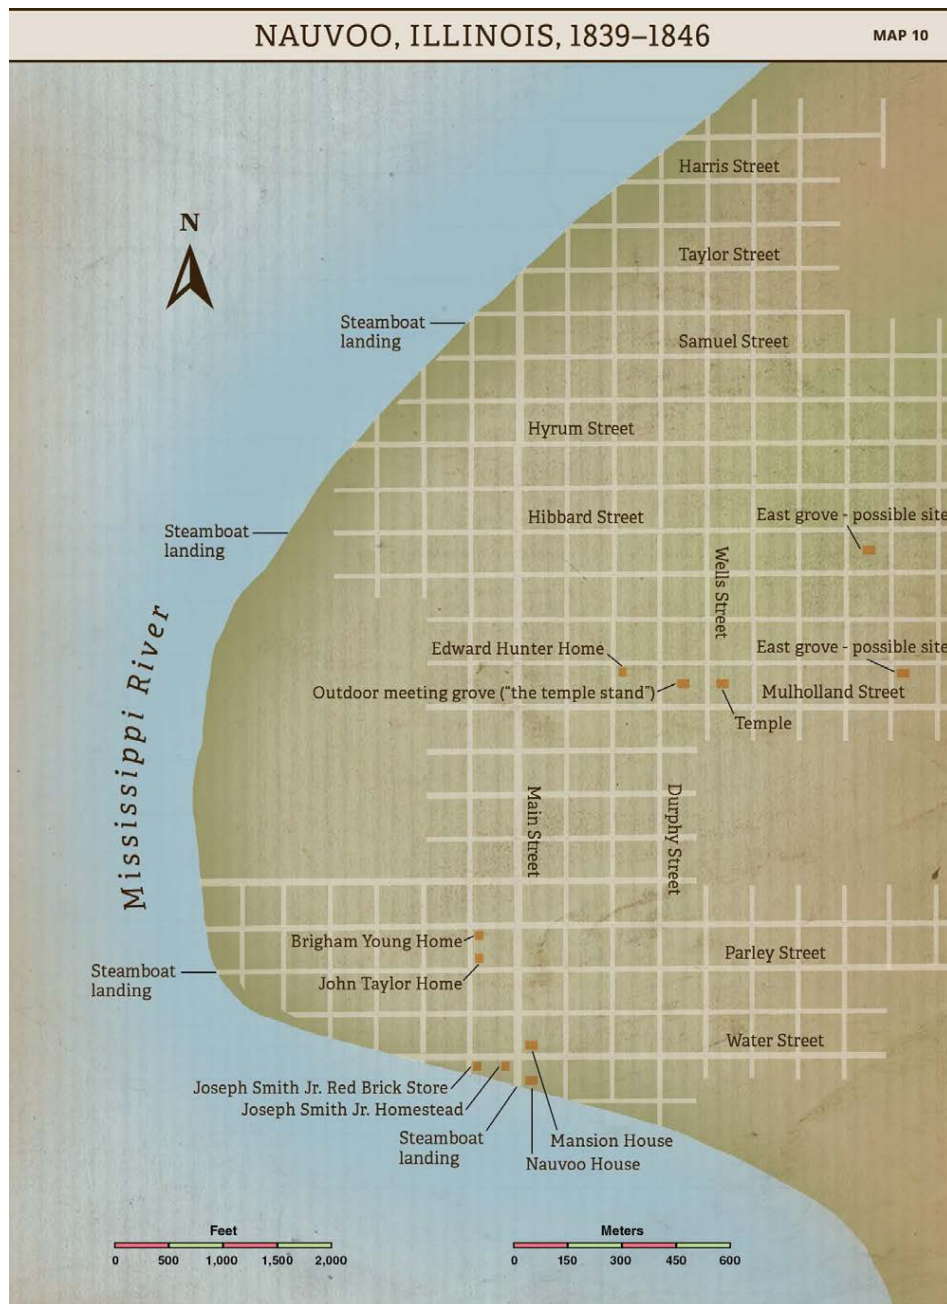 NAUVOO, ILLINOIS, 1839–1846
MAP 10
Harris Street
N
Taylor Street
Steamboat
landing
Samuel Street
Hyrum Street
East grove - possible site
Hibbard Street
Steamboat
landing
Wells Street
Mississippi River
Edward Hunter Home
East grove - possible site
Outdoor meeting grove (“the temple stand”)
Mulholland Street
Temple
Main Street
Durphy Street
Brigham Young Home
Parley Street
Steamboat
landing
John Taylor Home
Water Street
Joseph Smith Jr. Red Brick Store
Joseph Smith Jr. Homestead
Steamboat
landing
Mansion House
Nauvoo House
Feet
0 500 1,000 1,500 2,000
Meters
0 150 300 450 600